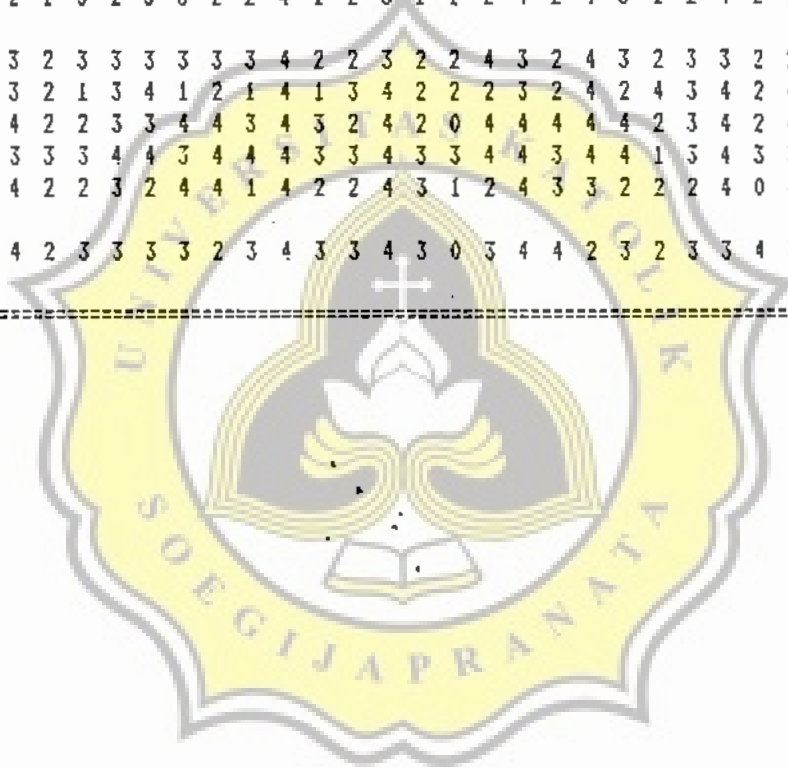 3 2 3 3 3 3 3 3 4 2 2 3 2 2 4 3 2 4 3 2 3 3 2
3 2 1 3 4 1 2 1 4 1 3 4 2 2 2 3 2 4 2 4 3 4 2
4 2 2 3 3 4 4 3 4 3 2 4 2 0 4 4 4 4 4 2 3 4 2
3 3 3 4 4 3 4 4 4 3 3 4 3 3 4 4 3 4 4 1 3 4 3
4 2 2 3 2 4 4 1 4 2 2 4 3 1 2 4 3 3 2 2 2 4 0
4 2 3 3 3 3 2 3 4 3 3 4 3 0 3 4 4 2 3 2 3 3 4
UNIVERSITAS KATOLIK
SOEGIJAPRANATA